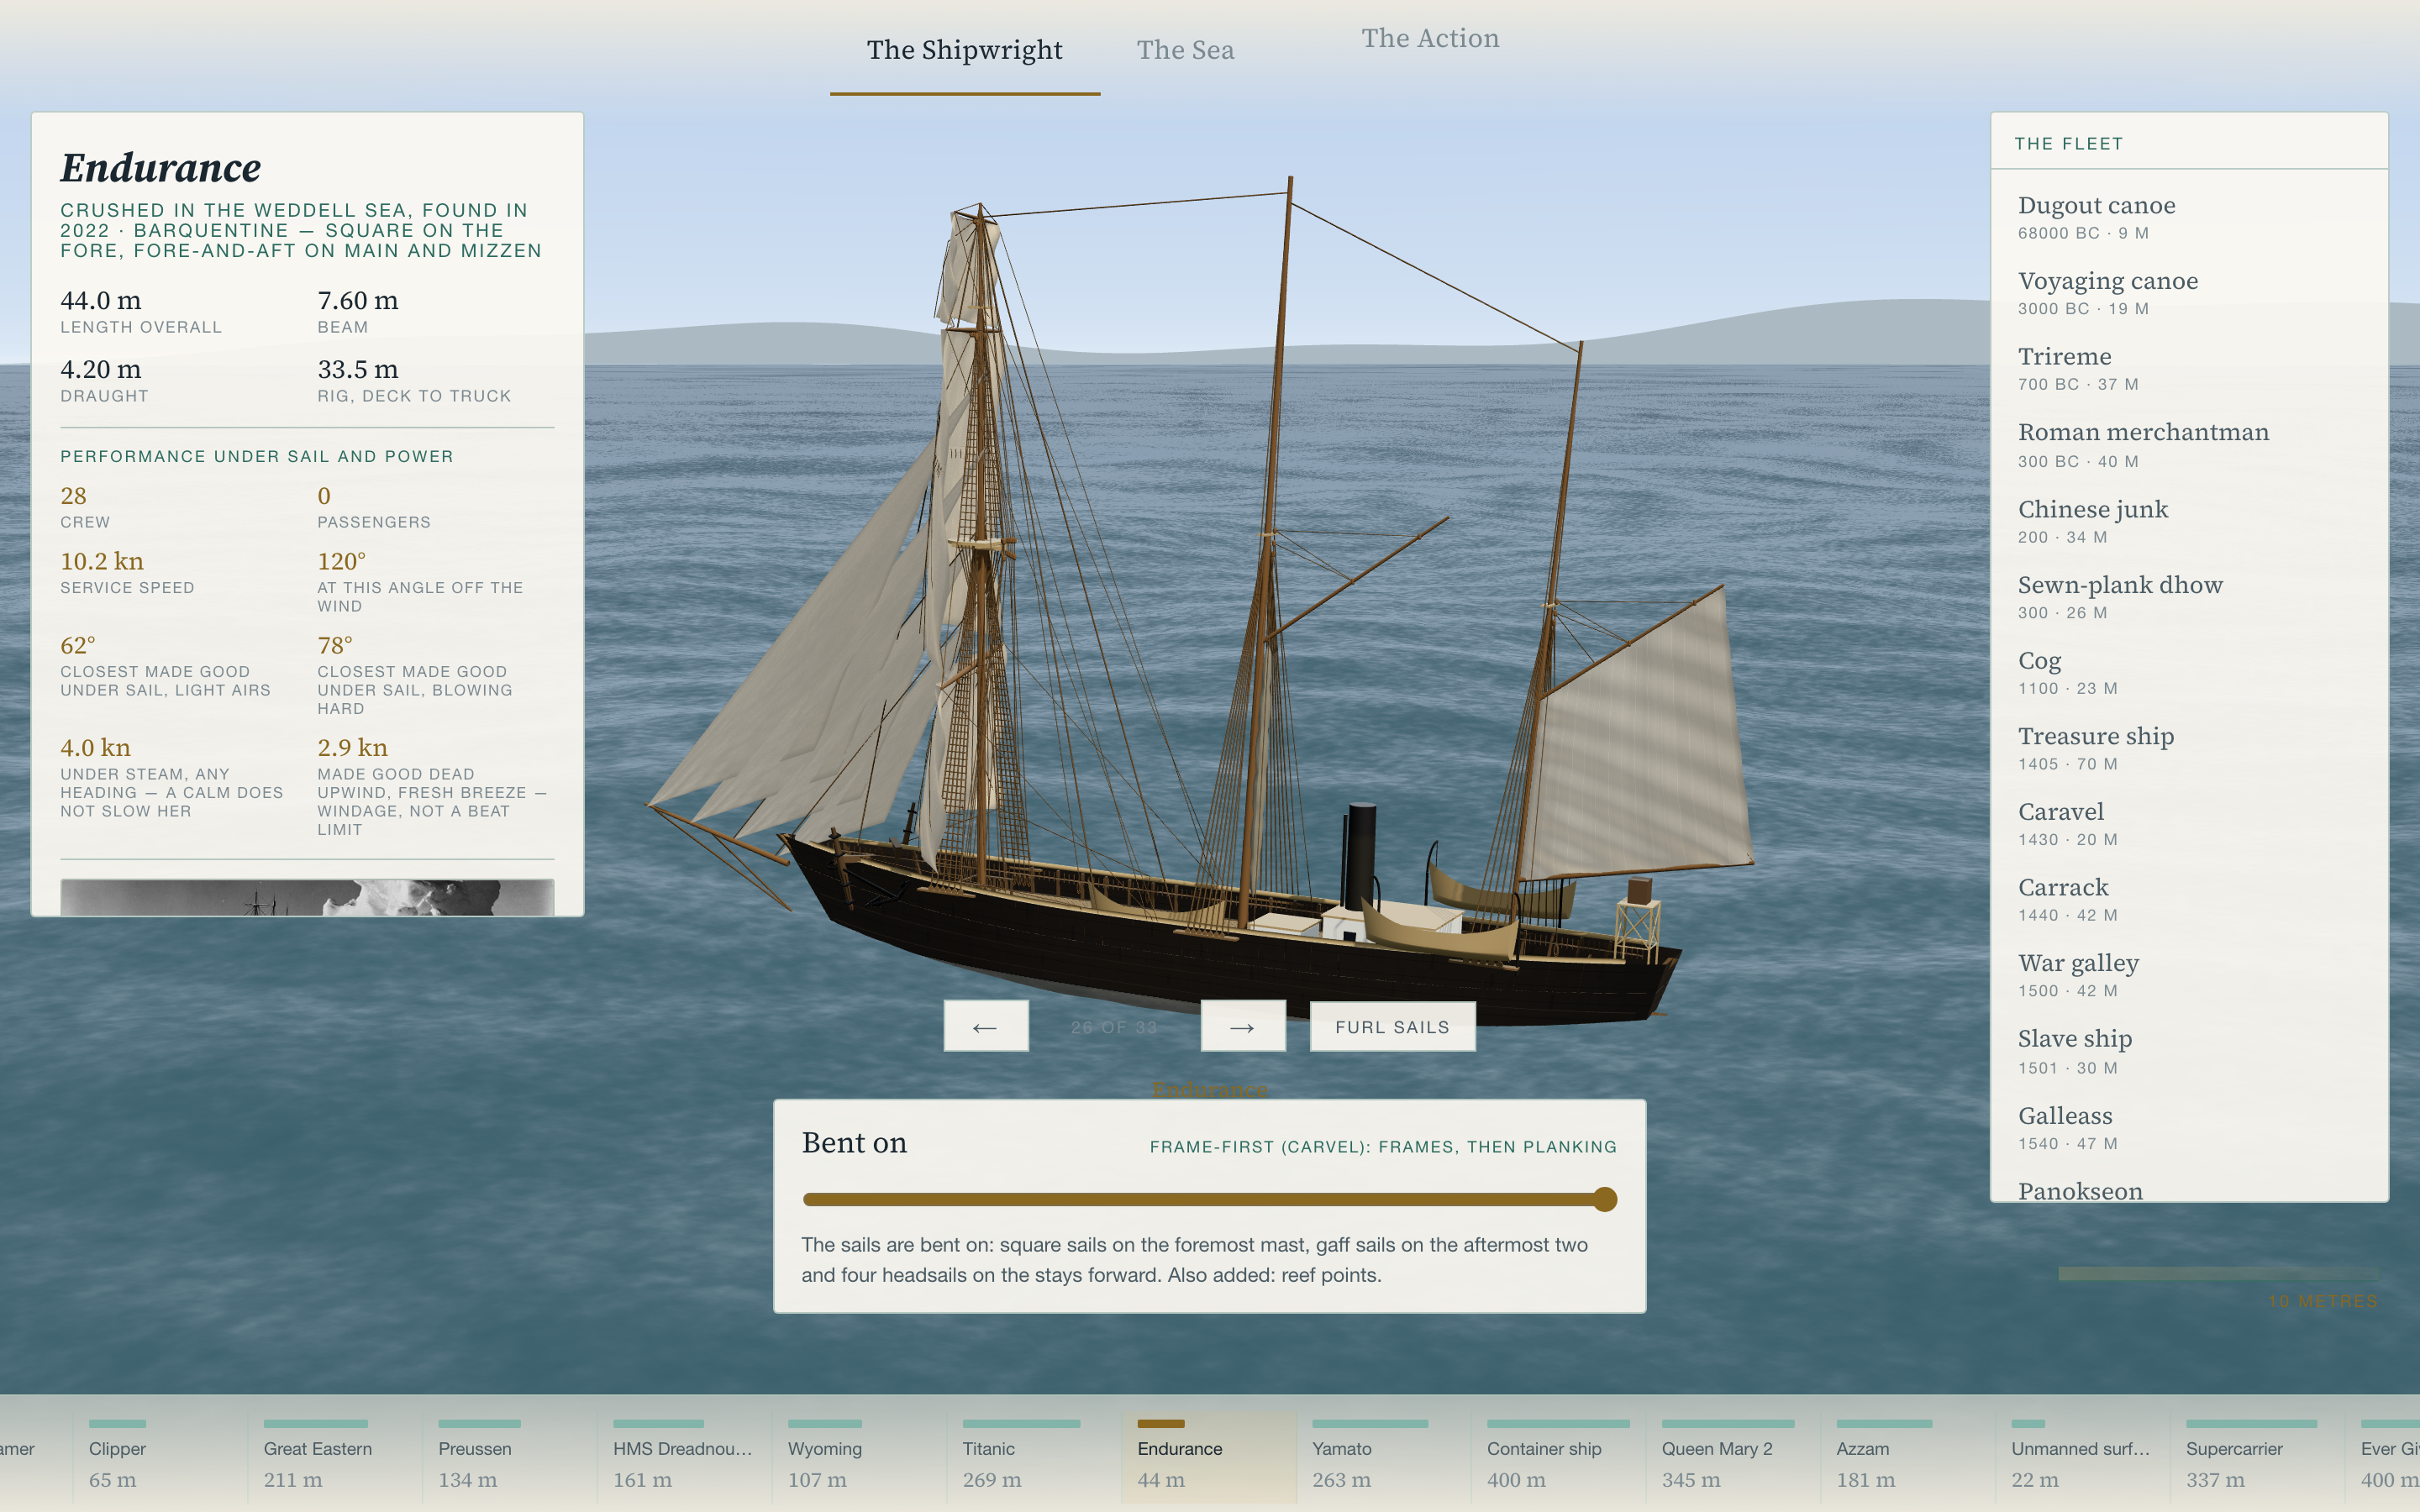 The Shipwright
The Sea
The Action
Endurance
CRUSHED IN THE WEDDELL SEA, FOUND IN
2022 · BARQUENTINE — SQUARE ON THE
FORE, FORE-AND-AFT ON MAIN AND MIZZEN
44.0 m
LENGTH OVERALL
7.60 m
BEAM
4.20 m
DRAUGHT
33.5 m
RIG, DECK TO TRUCK
PERFORMANCE UNDER SAIL AND POWER
28
CREW
0
PASSENGERS
10.2 kn
SERVICE SPEED
120°
AT THIS ANGLE OFF THE
WIND
62°
CLOSEST MADE GOOD
UNDER SAIL, LIGHT AIRS
78°
CLOSEST MADE GOOD
UNDER SAIL, BLOWING
HARD
4.0 kn
UNDER STEAM, ANY
HEADING — A CALM DOES
NOT SLOW HER
2.9 kn
MADE GOOD DEAD
UPWIND, FRESH BREEZE —
WINDAGE, NOT A BEAT
LIMIT
THE FLEET
Dugout canoe
68000 BC · 9 M
Voyaging canoe
3000 BC · 19 M
Trireme
700 BC · 37 M
Roman merchantman
300 BC · 40 M
Chinese junk
200 · 34 M
Sewn-plank dhow
300 · 26 M
Cog
1100 · 23 M
Treasure ship
1405 · 70 M
Caravel
1430 · 20 M
Carrack
1440 · 42 M
War galley
1500 · 42 M
Slave ship
1501 · 30 M
Galleass
1540 · 47 M
Panokseon
←
26 OF 33
→
FURL SAILS
Endurance
Bent on
FRAME-FIRST (CARVEL): FRAMES, THEN PLANKING
The sails are bent on: square sails on the foremost mast, gaff sails on the aftermost two
and four headsails on the stays forward. Also added: reef points.
10 METRES
amer
Clipper
65 m
Great Eastern
211 m
Preussen
134 m
HMS Dreadnou…
161 m
Wyoming
107 m
Titanic
269 m
Endurance
44 m
Yamato
263 m
Container ship
400 m
Queen Mary 2
345 m
Azzam
181 m
Unmanned surf…
22 m
Supercarrier
337 m
Ever Gi
400 m